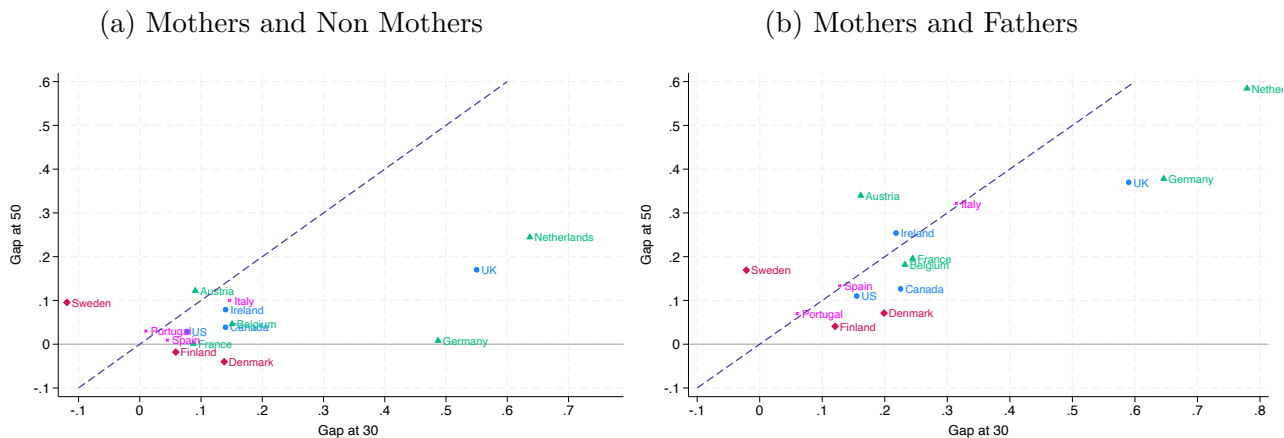 (a) Mothers and Non Mothers
.6
.5
.4
.3
.2
.1
0
-.1
Gap at 50
Netherlands
UK
Austria
Sweden
Italy
Ireland
Belgium
Canada
Portugal
US
Spain
France
Germany
Finland
Denmark
-.1 0 .1 .2 .3 .4 .5 .6 .7
Gap at 30
(b) Mothers and Fathers
.6
.5
.4
.3
.2
.1
0
-.1
Gap at 50
Nether
Germany
UK
Austria
Italy
Ireland
France
Belgium
Sweden
Spain
Canada
US
Portugal
Denmark
Finland
-.1 0 .1 .2 .3 .4 .5 .6 .7 .8
Gap at 30